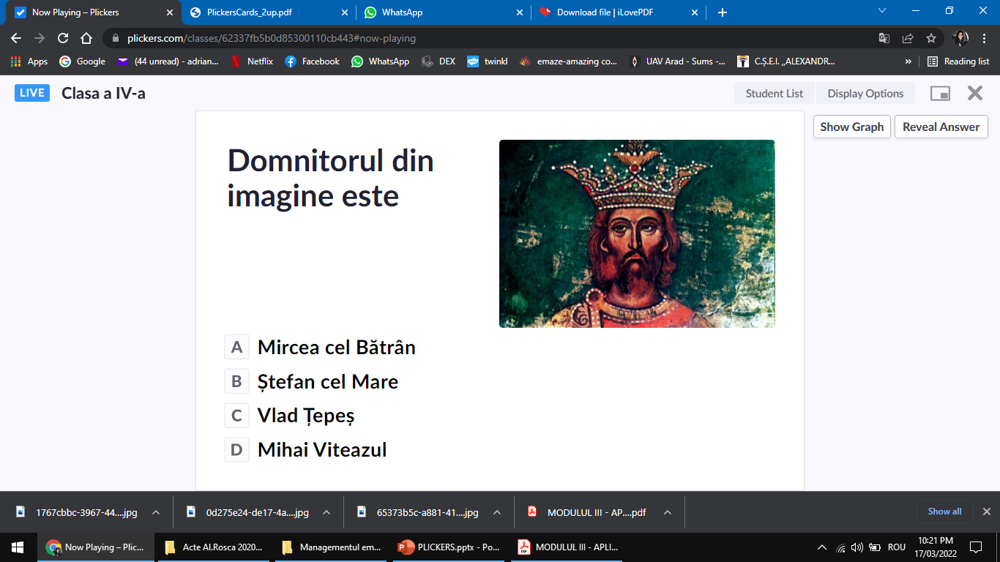 Now Playing – Plickers
PlickersCards_2up.pdf
WhatsApp
Download file | iLovePDF
plickers.com/classes/62337fb5b0d85300110cb443#now-playing
Apps
Google
(44 unread) - adrian...
Netflix
Facebook
WhatsApp
DEX
twinkl
emaze-amazing co...
UAV Arad - Sums -...
C.Ș.E.I. „ALEXANDR...
»
Reading list
LIVE
Clasa a IV-a
Student List
Display Options
Show Graph
Reveal Answer
Domnitorul din
imagine este
A Mircea cel Bătrân
B Ștefan cel Mare
C Vlad Țepeș
D Mihai Viteazul
1767cbbc-3967-44....jpg
0d275e24-de17-4a....jpg
65373b5c-a881-41....jpg
MODULUL III - AP....pdf
Show all
Now Playing – Plic...
Acte Al.Rosca 2020...
Managementul em...
PLICKERS.pptx - Po...
MODULUL III - APLI...
ROU
10:21 PM
17/03/2022